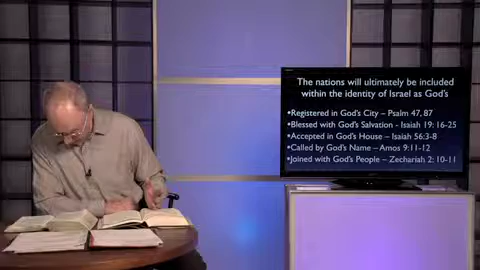 The nations will ultimately be included
within the identity of Israel as God's
•Registered in God's City – Psalm 47, 87
•Blessed with God's Salvation - Isaiah 19: 16-25
•Accepted in God's House – Isaiah 56:3-8
•Called by God's Name – Amos 9:11-12
•Joined with God's People – Zechariah 2: 10-11